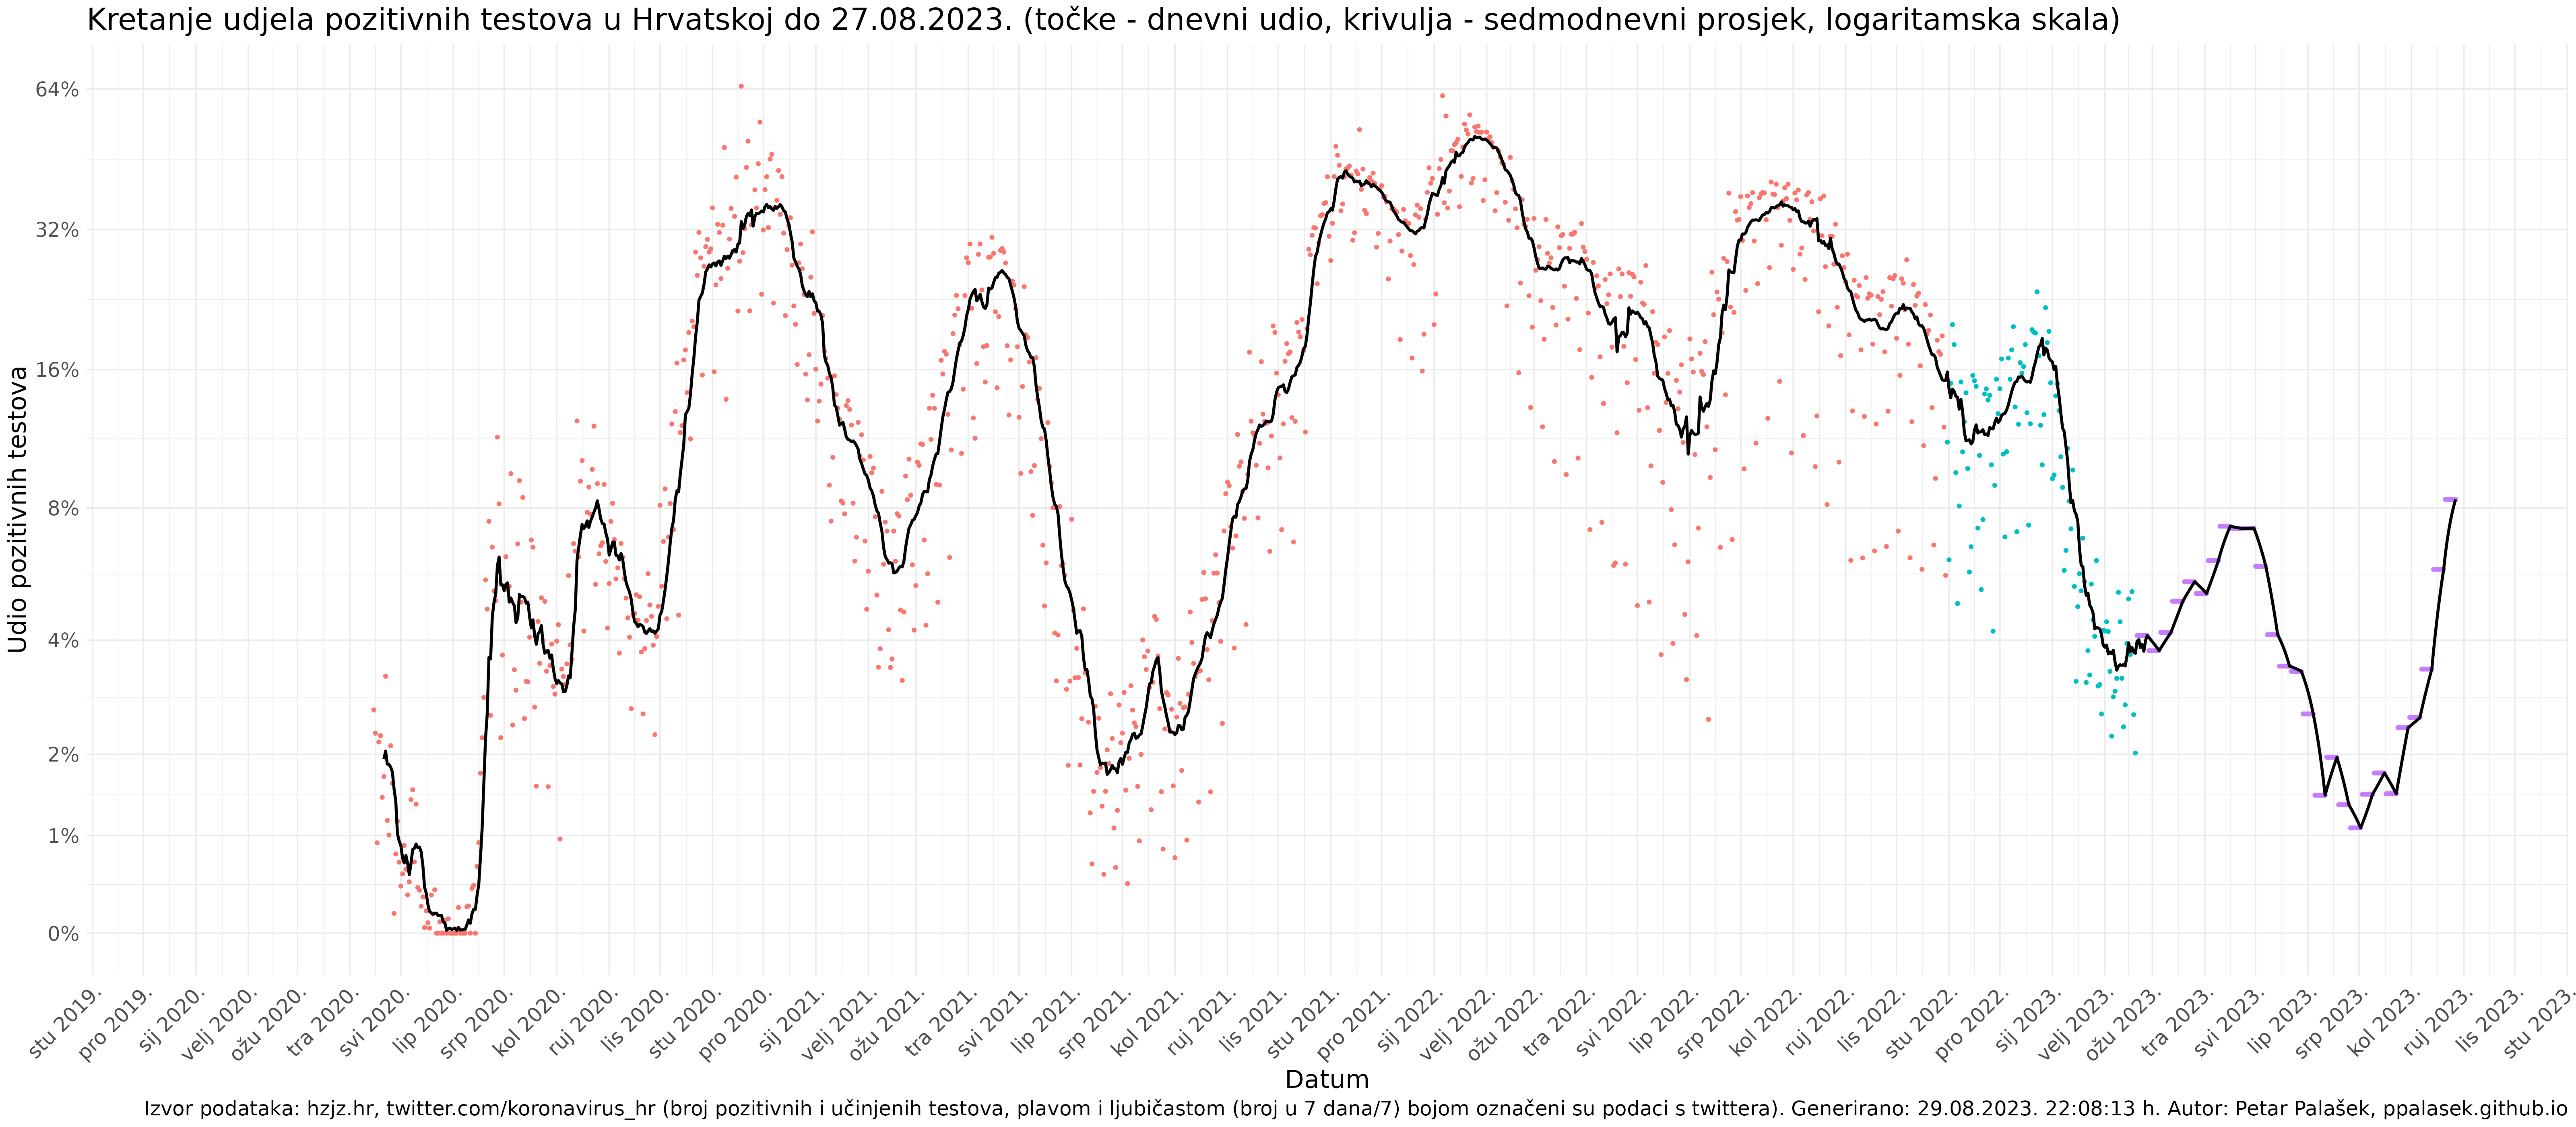 Kretanje udjela pozitivnih testova u Hrvatskoj do 27.08.2023. (točke - dnevni udio, krivulja - sedmodnevni prosjek, logaritamska skala)
Udio pozitivnih testova
64%
32%
16%
8%
4%
2%
1%
0%
stu 2019.
pro 2019.
sij 2020.
velj 2020.
ožu 2020.
tra 2020.
svi 2020.
lip 2020.
srp 2020.
kol 2020.
ruj 2020.
lis 2020.
stu 2020.
pro 2020.
sij 2021.
velj 2021.
ožu 2021.
tra 2021.
svi 2021.
lip 2021.
srp 2021.
kol 2021.
ruj 2021.
lis 2021.
stu 2021.
pro 2021.
sij 2022.
velj 2022.
ožu 2022.
tra 2022.
svi 2022.
lip 2022.
srp 2022.
kol 2022.
ruj 2022.
lis 2022.
stu 2022.
pro 2022.
sij 2023.
velj 2023.
ožu 2023.
tra 2023.
svi 2023.
lip 2023.
srp 2023.
kol 2023.
ruj 2023.
lis 2023.
stu 2023.
Datum
Izvor podataka: hzjz.hr, twitter.com/koronavirus_hr (broj pozitivnih i učinjenih testova, plavom i ljubičastom (broj u 7 dana/7) bojom označeni su podaci s twittera). Generirano: 29.08.2023. 22:08:13 h. Autor: Petar Palašek, ppalasek.github.io